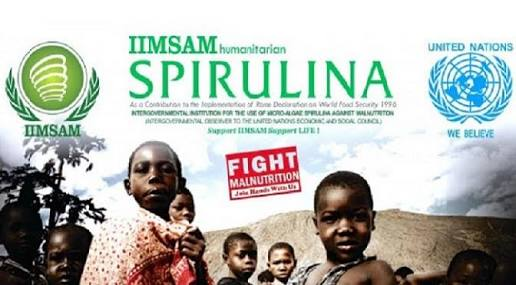 IIMSAM humanitarian
SPIRULINA
As a Contribution to the Implementation of Rome Declaration on World Food Security 1996
INTERGOVERNMENTAL INSTITUTION FOR THE USE OF MICRO-ALGAE SPIRULINA AGAINST MALNUTRITION
(INTERGOVERNMENTAL OBSERVER TO THE UNITED NATIONS ECONOMIC AND SOCIAL COUNCIL)
Support IIMSAM Support LIFE !
IIMSAM
UNITED NATIONS
WE BELIEVE
FIGHT
MALNUTRITION
Join Hands With Us